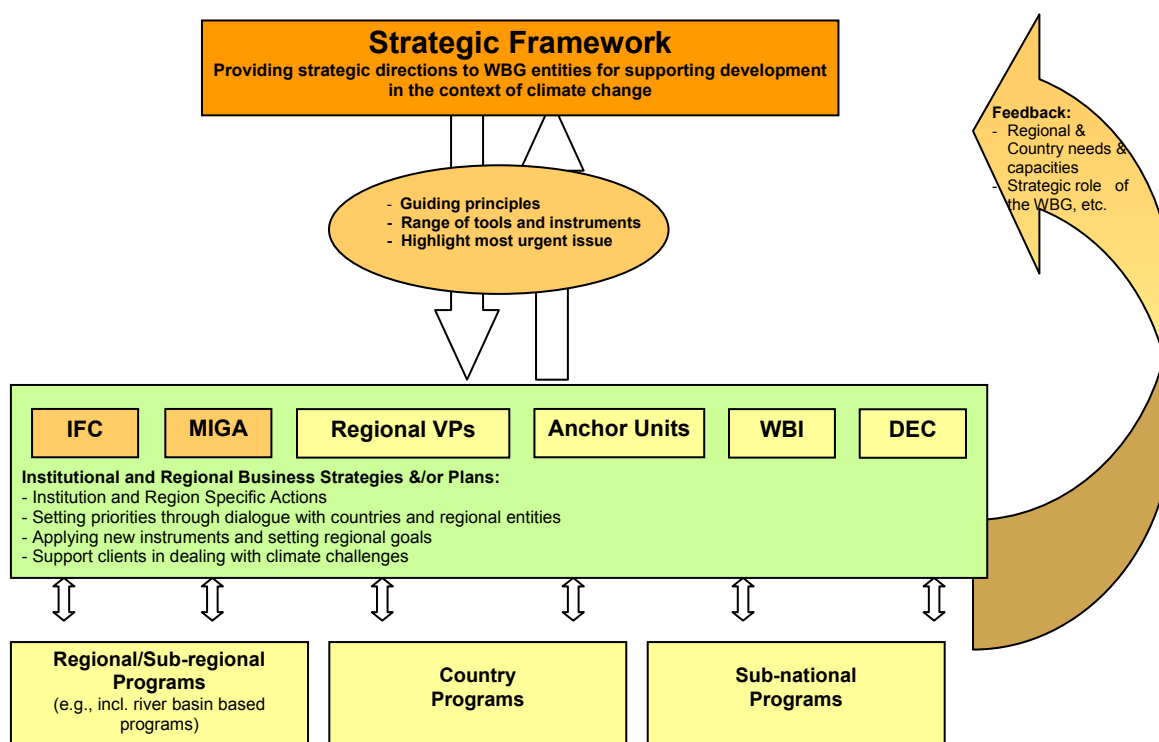 Strategic Framework
Providing strategic directions to WBG entities for supporting development
in the context of climate change
Feedback:
- Regional &
Country needs &
capacities
- Strategic role of
the WBG, etc.
- Guiding principles
- Range of tools and instruments
- Highlight most urgent issue
IFC
MIGA
Regional VPs
Anchor Units
WBI
DEC
Institutional and Regional Business Strategies &/or Plans:
- Institution and Region Specific Actions
- Setting priorities through dialogue with countries and regional entities
- Applying new instruments and setting regional goals
- Support clients in dealing with climate challenges
Regional/Sub-regional
Programs
(e.g., incl. river basin based
programs)
Country
Programs
Sub-national
Programs